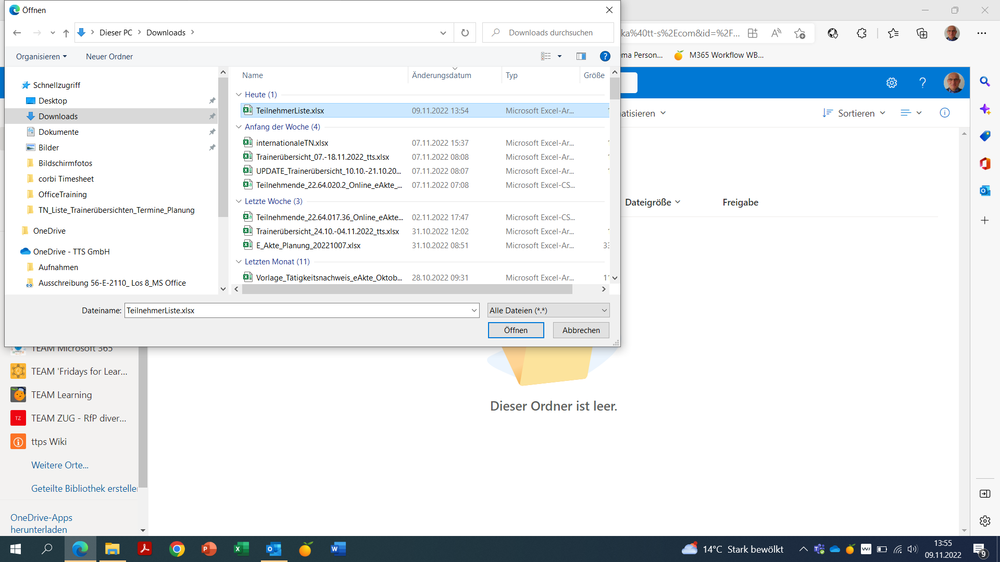 Öffnen
Dieser PC
Downloads
Downloads durchsuchen
ka%40tt-s%2Ecom&id=%2F...
Organisieren
Neuer Ordner
ma Person...
M365 Workflow WB...
Name
Änderungsdatum
Typ
Größe
Schnellzugriff
Desktop
Downloads
Dokumente
Bilder
Bildschirmfotos
corbi Timesheet
OfficeTraining
TN_Liste_Trainerübersichten_Termine_Planung
OneDrive
OneDrive - TTS GmbH
Aufnahmen
Ausschreibung 56-E-2110_ Los 8_MS Office
Heute (1)
TeilnehmerListe.xlsx 09.11.2022 13:54 Microsoft Excel-Ar...
Anfang der Woche (4)
internationaleTN.xlsx 07.11.2022 15:37 Microsoft Excel-Ar...
Trainerübersicht_07.-18.11.2022_tts.xlsx 07.11.2022 08:08 Microsoft Excel-Ar...
UPDATE_Trainerübersicht_10.10.-21.10.20... 07.11.2022 08:07 Microsoft Excel-Ar...
Teilnehmende_22.64.020.2_Online_eAkte_... 07.11.2022 07:08 Microsoft Excel-CS...
Letzte Woche (3)
Teilnehmende_22.64.017.36_Online_eAkte... 02.11.2022 17:47 Microsoft Excel-CS...
Trainerübersicht_24.10.-04.11.2022_tts.xlsx 31.10.2022 12:02 Microsoft Excel-Ar...
E_Akte_Planung_20221007.xlsx 31.10.2022 08:51 Microsoft Excel-Ar... 33
Letzten Monat (11)
Vorlage_Tätigkeitsnachweis_eAkte_Oktob... 28.10.2022 09:31 Microsoft Excel-Ar... 11
Dateiname: TeilnehmerListe.xlsx
Alle Dateien (*.*)
Öffnen
Abbrechen
atisieren
Sortieren
Dateigröße
Freigabe
TEAM Microsoft 365
TEAM 'Fridays for Lear...
TEAM Learning
TZ
TEAM ZUG - RfP diver...
ttps Wiki
Weitere Orte...
Geteilte Bibliothek erstellen
OneDrive-Apps
herunterladen
Dieser Ordner ist leer.
14°C Stark bewölkt
13:55
09.11.2022
9